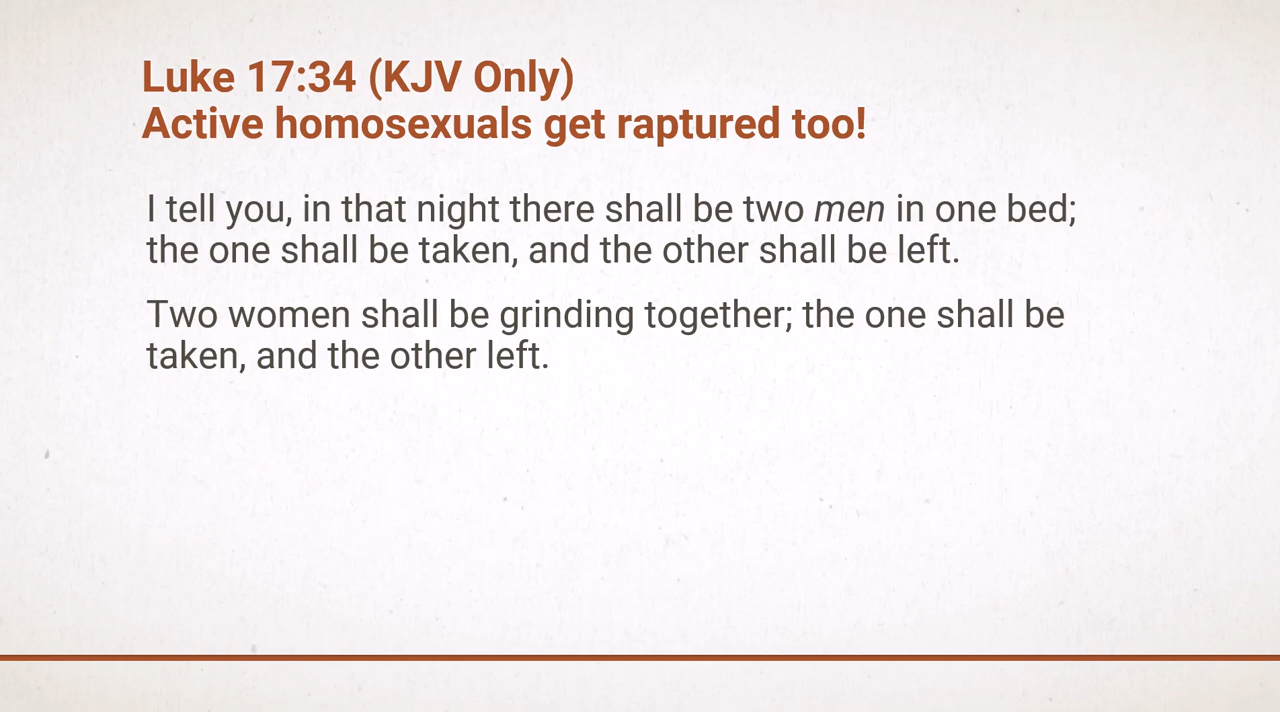 Luke 17:34 (KJV Only)
Active homosexuals get raptured too!
I tell you, in that night there shall be two men in one bed;
the one shall be taken, and the other shall be left.
Two women shall be grinding together; the one shall be
taken, and the other left.